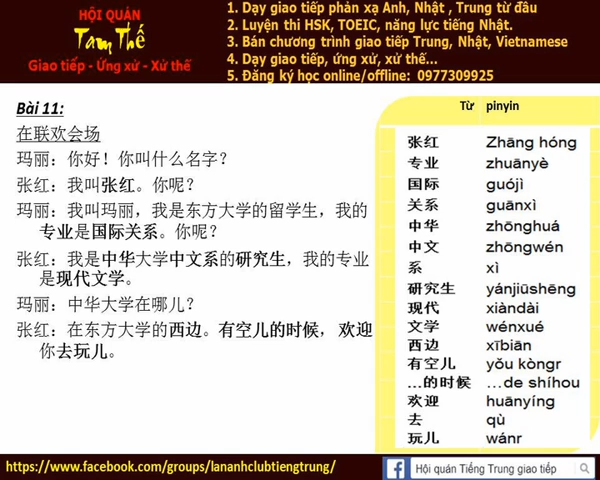 HỘI QUÁN
Tam Thế
Giao tiếp - Ứng xử - Xử thế
1. Dạy giao tiếp phản xạ Anh, Nhật , Trung từ đầu
2. Luyện thi HSK, TOEIC, năng lực tiếng Nhật.
3. Bán chương trình giao tiếp Trung, Nhật, Vietnamese
4. Dạy giao tiếp, ứng xử, xử thế...
5. Đăng ký học online/offline: 0977309925
Bài 11:
在联欢会场
玛丽：你好！你叫什么名字？
张红：我叫张红。你呢？
玛丽：我叫玛丽，我是东方大学的留学生，我的
专业是国际关系。你呢？
张红：我是中华大学中文系的研究生，我的专业
是现代文学。
玛丽：中华大学在哪儿？
张红：在东方大学的西边。有空儿的时候，欢迎
你去玩儿。
Từ pinyin
张红 Zhāng hóng
专业 zhuānyè
国际 guójì
关系 guānxì
中华 zhōnghuá
中文 zhōngwén
系 xì
研究生 yánjiūshēng
现代 xiàndài
文学 wénxué
西边 xībiān
有空儿 yǒu kòngr
...的时候 ...de shíhou
欢迎 huānyíng
去 qù
玩儿 wánr
https://www.facebook.com/groups/lananhclubtiengtrung/
f Hội quán Tiếng Trung giao tiếp